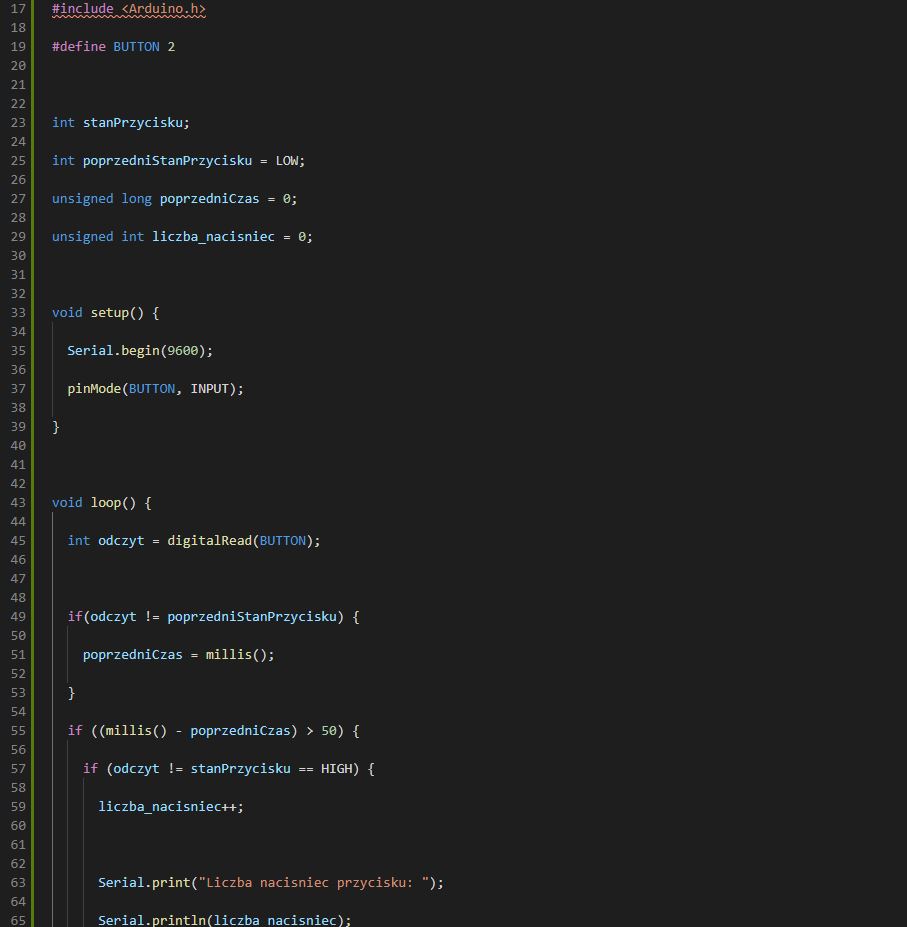 17 #include <Arduino.h>
18
19 #define BUTTON 2
20
21
22
23 int stanPrzycisku;
24
25 int poprzedniStanPrzycisku = LOW;
26
27 unsigned long poprzedniCzas = 0;
28
29 unsigned int liczba_nacisniec = 0;
30
31
32
33 void setup() {
34
35 Serial.begin(9600);
36
37 pinMode(BUTTON, INPUT);
38
39 }
40
41
42
43 void loop() {
44
45 int odczyt = digitalRead(BUTTON);
46
47
48
49 if(odczyt != poprzedniStanPrzycisku) {
50
51 poprzedniCzas = millis();
52
53 }
54
55 if ((millis() - poprzedniCzas) > 50) {
56
57 if (odczyt != stanPrzycisku == HIGH) {
58
59 liczba_nacisniec++;
60
61
62
63 Serial.print("Liczba nacisniec przycisku: ");
64
65 Serial.println(liczba_nacisniec);